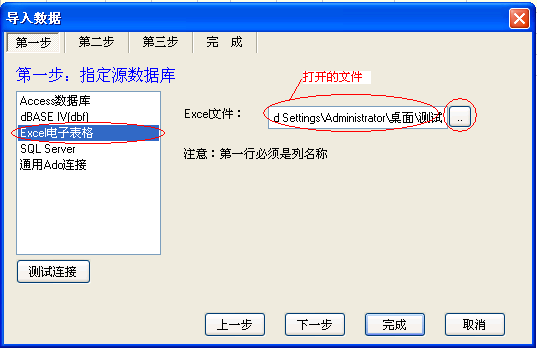 导入数据
第一步 第二步 第三步 完 成
第一步：指定源数据库
打开的文件
Access数据库
dBASE IV(dbf)
Excel电子表格
SQL Server
通用Ado连接
Excel文件：
d Settings\Administrator\桌面\测试
..
注意：第一行必须是列名称
测试连接
上一步 下一步 完成 取消